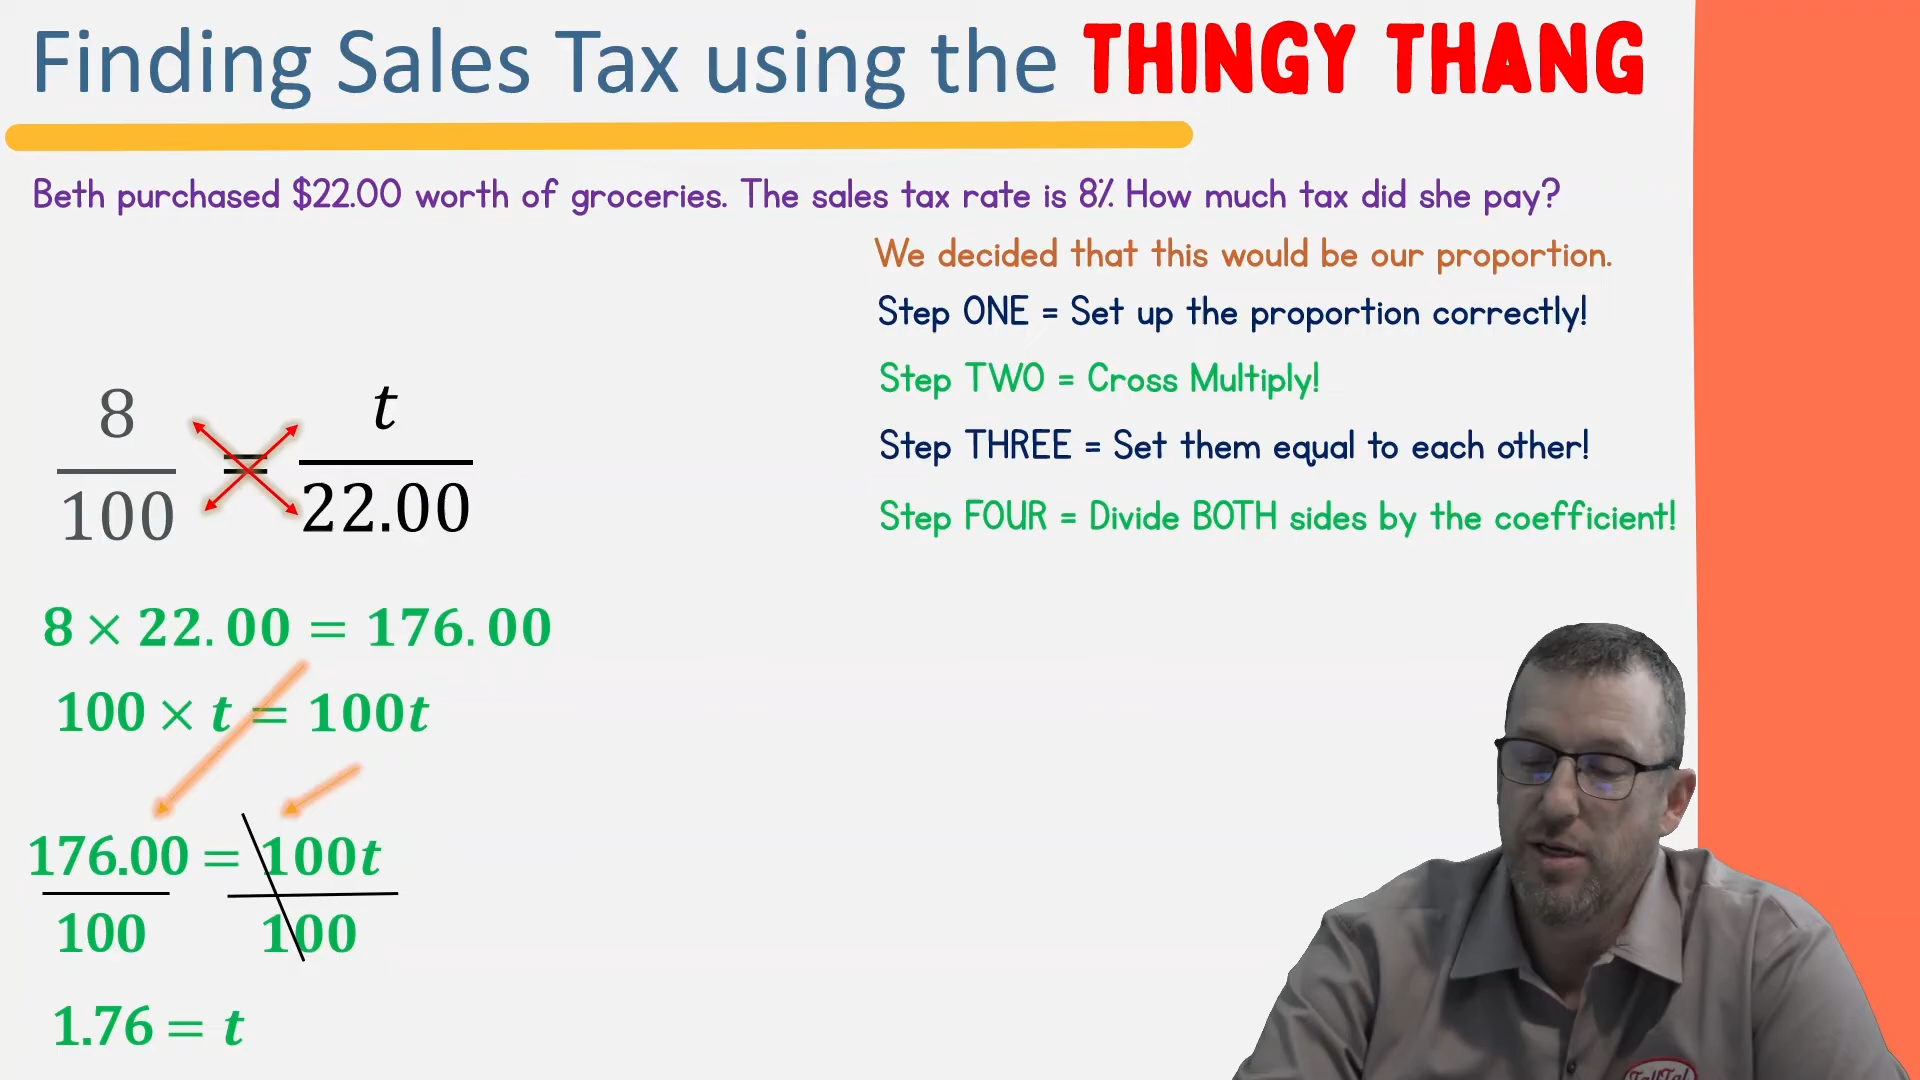 Finding Sales Tax using the THINGY THANG
Beth purchased $22.00 worth of groceries. The sales tax rate is 8%. How much tax did she pay?
We decided that this would be our proportion.
Step ONE = Set up the proportion correctly!
Step TWO = Cross Multiply!
Step THREE = Set them equal to each other!
Step FOUR = Divide BOTH sides by the coefficient!
8 = t
100 22.00
8 × 22.00 = 176.00
100 × t = 100t
176.00 = 100t
100 100
1.76 = t